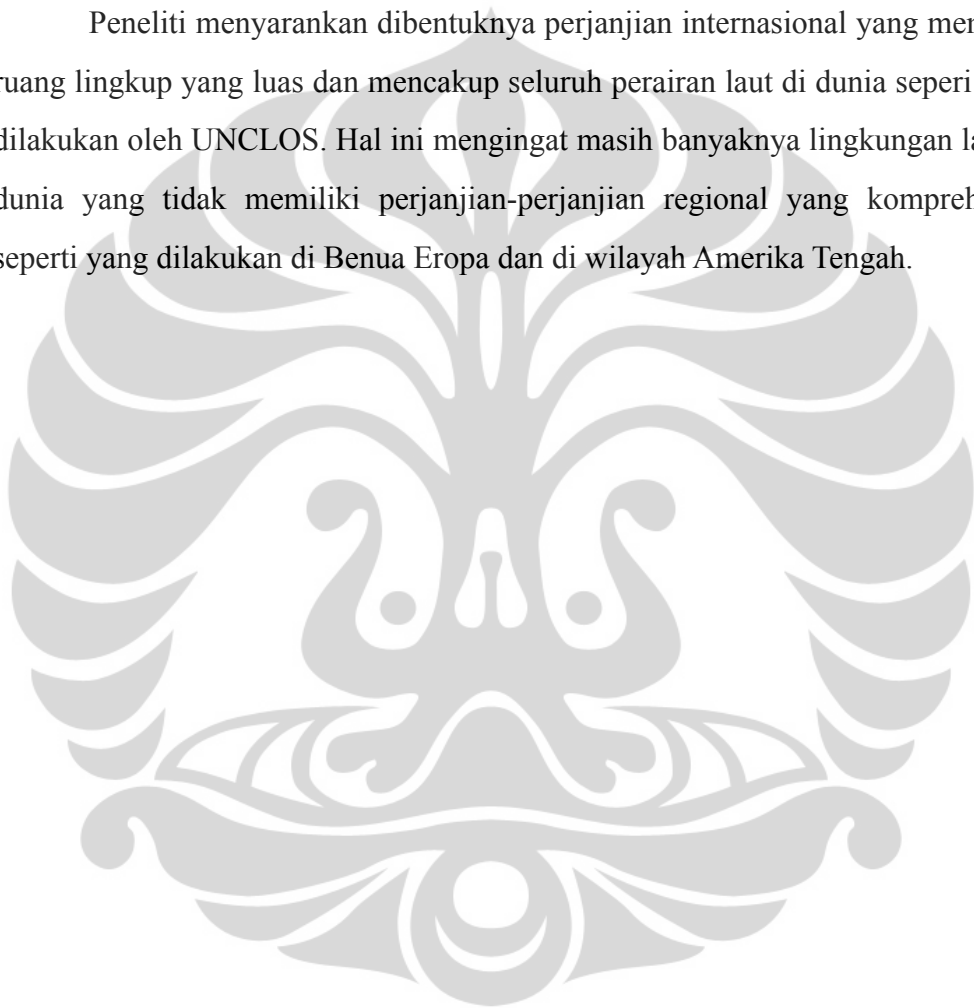 Peneliti menyarankan dibentuknya perjanjian internasional yang mem
ruang lingkup yang luas dan mencakup seluruh perairan laut di dunia seperi
dilakukan oleh UNCLOS. Hal ini mengingat masih banyaknya lingkungan la
dunia yang tidak memiliki perjanjian-perjanjian regional yang kompreh
seperti yang dilakukan di Benua Eropa dan di wilayah Amerika Tengah.